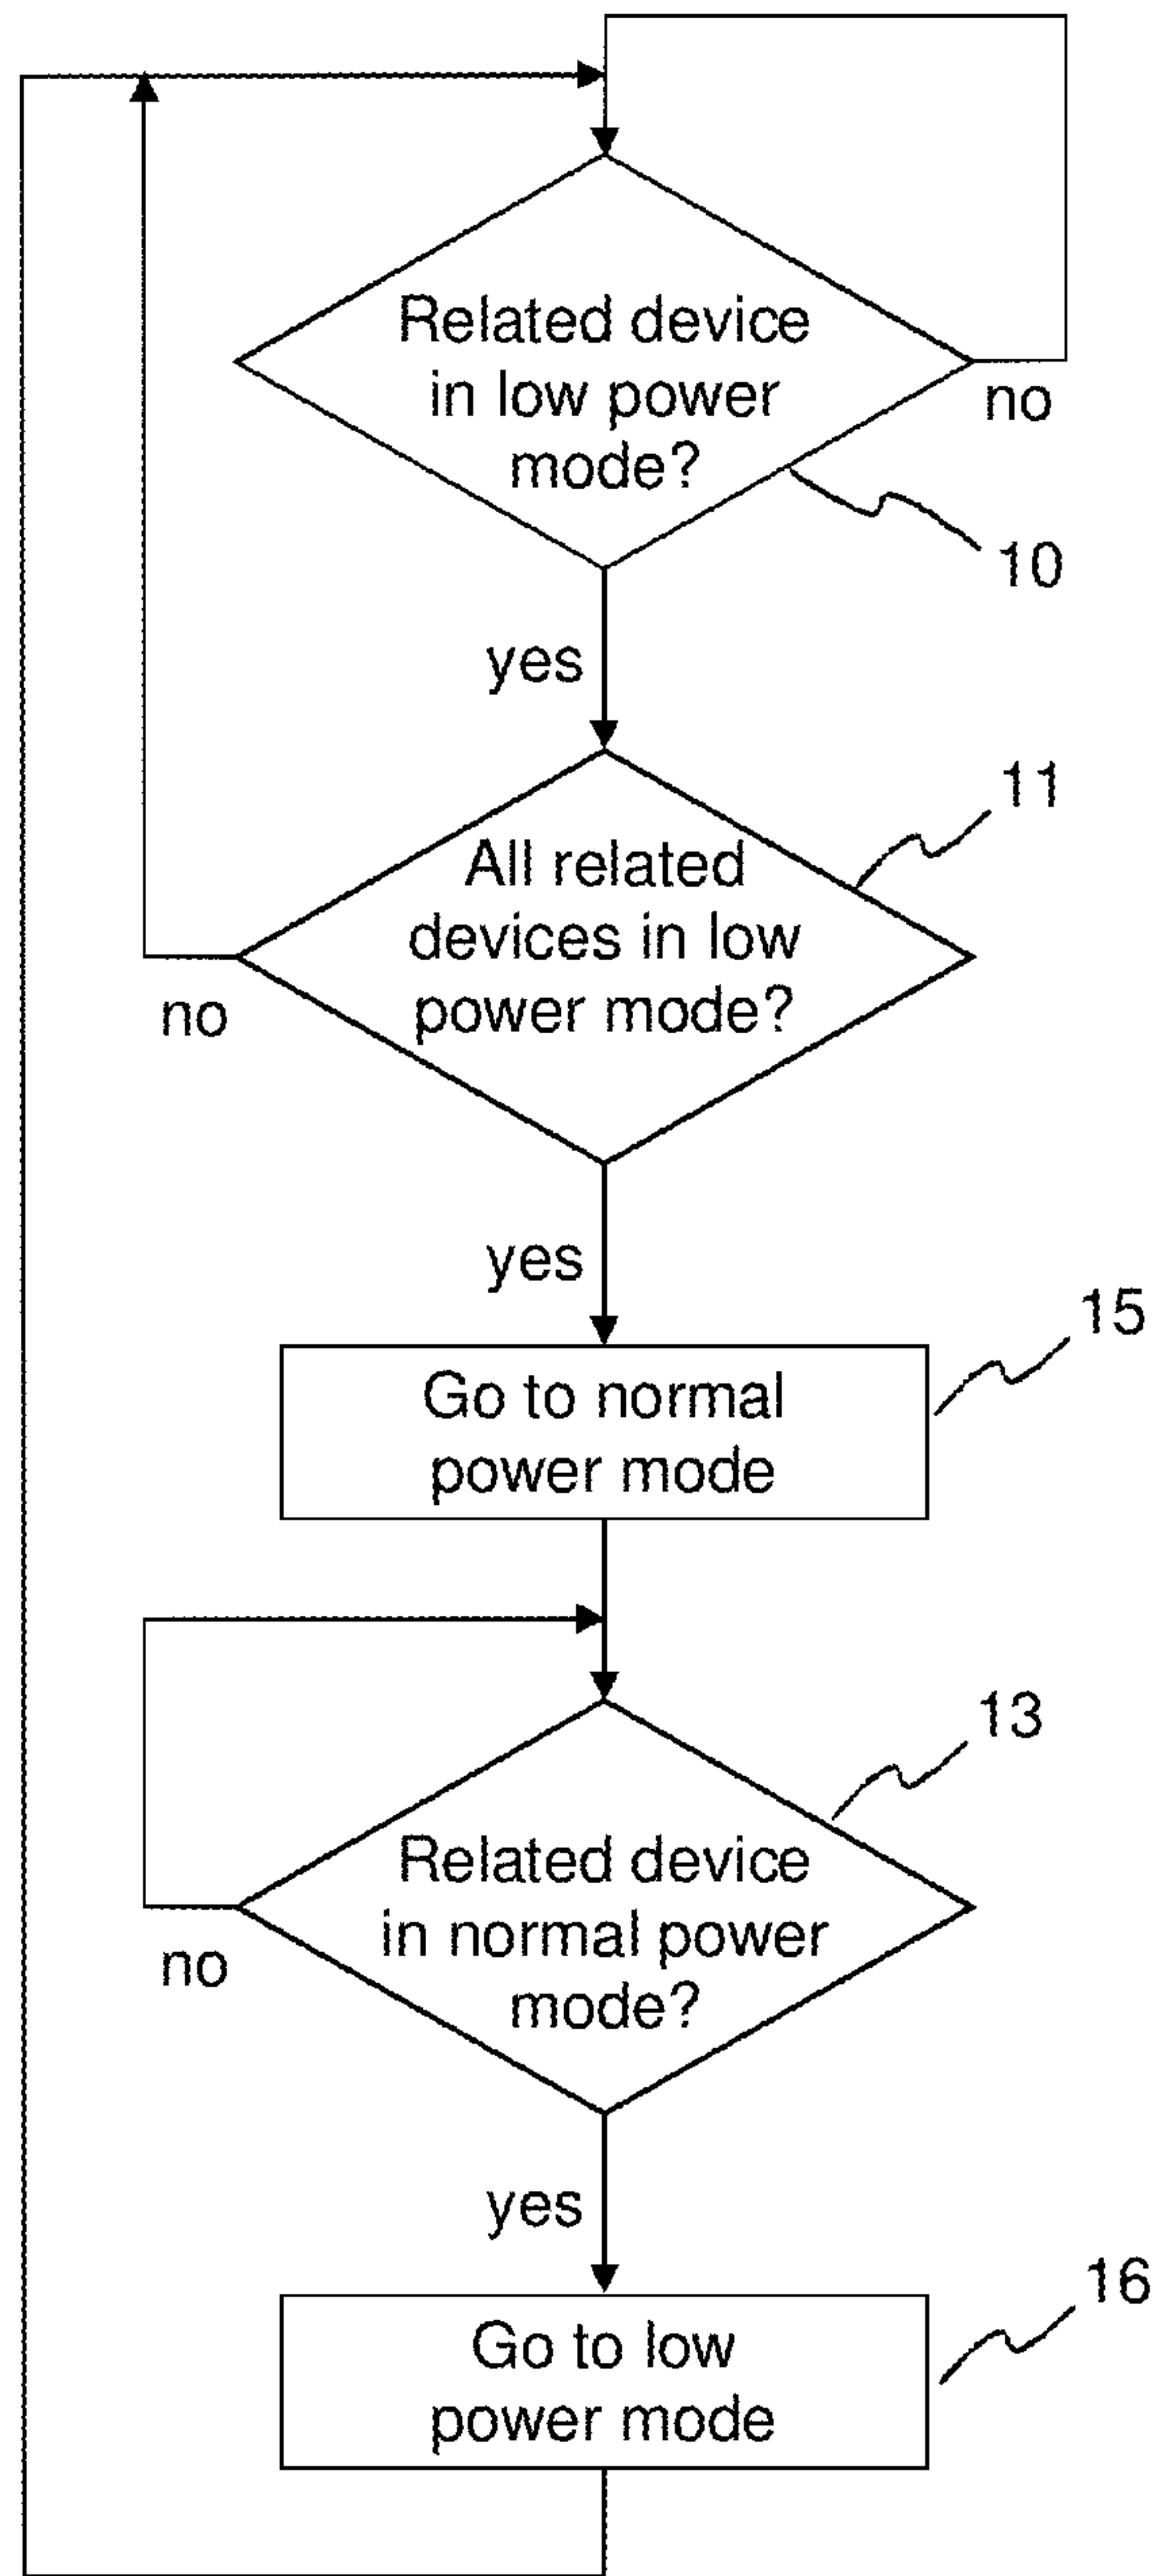 Related device
in low power
mode?
no
10
yes
11
All related
devices in low
power mode?
no
yes
15
Go to normal
power mode
13
Related device
in normal power
mode?
no
yes
16
Go to low
power mode